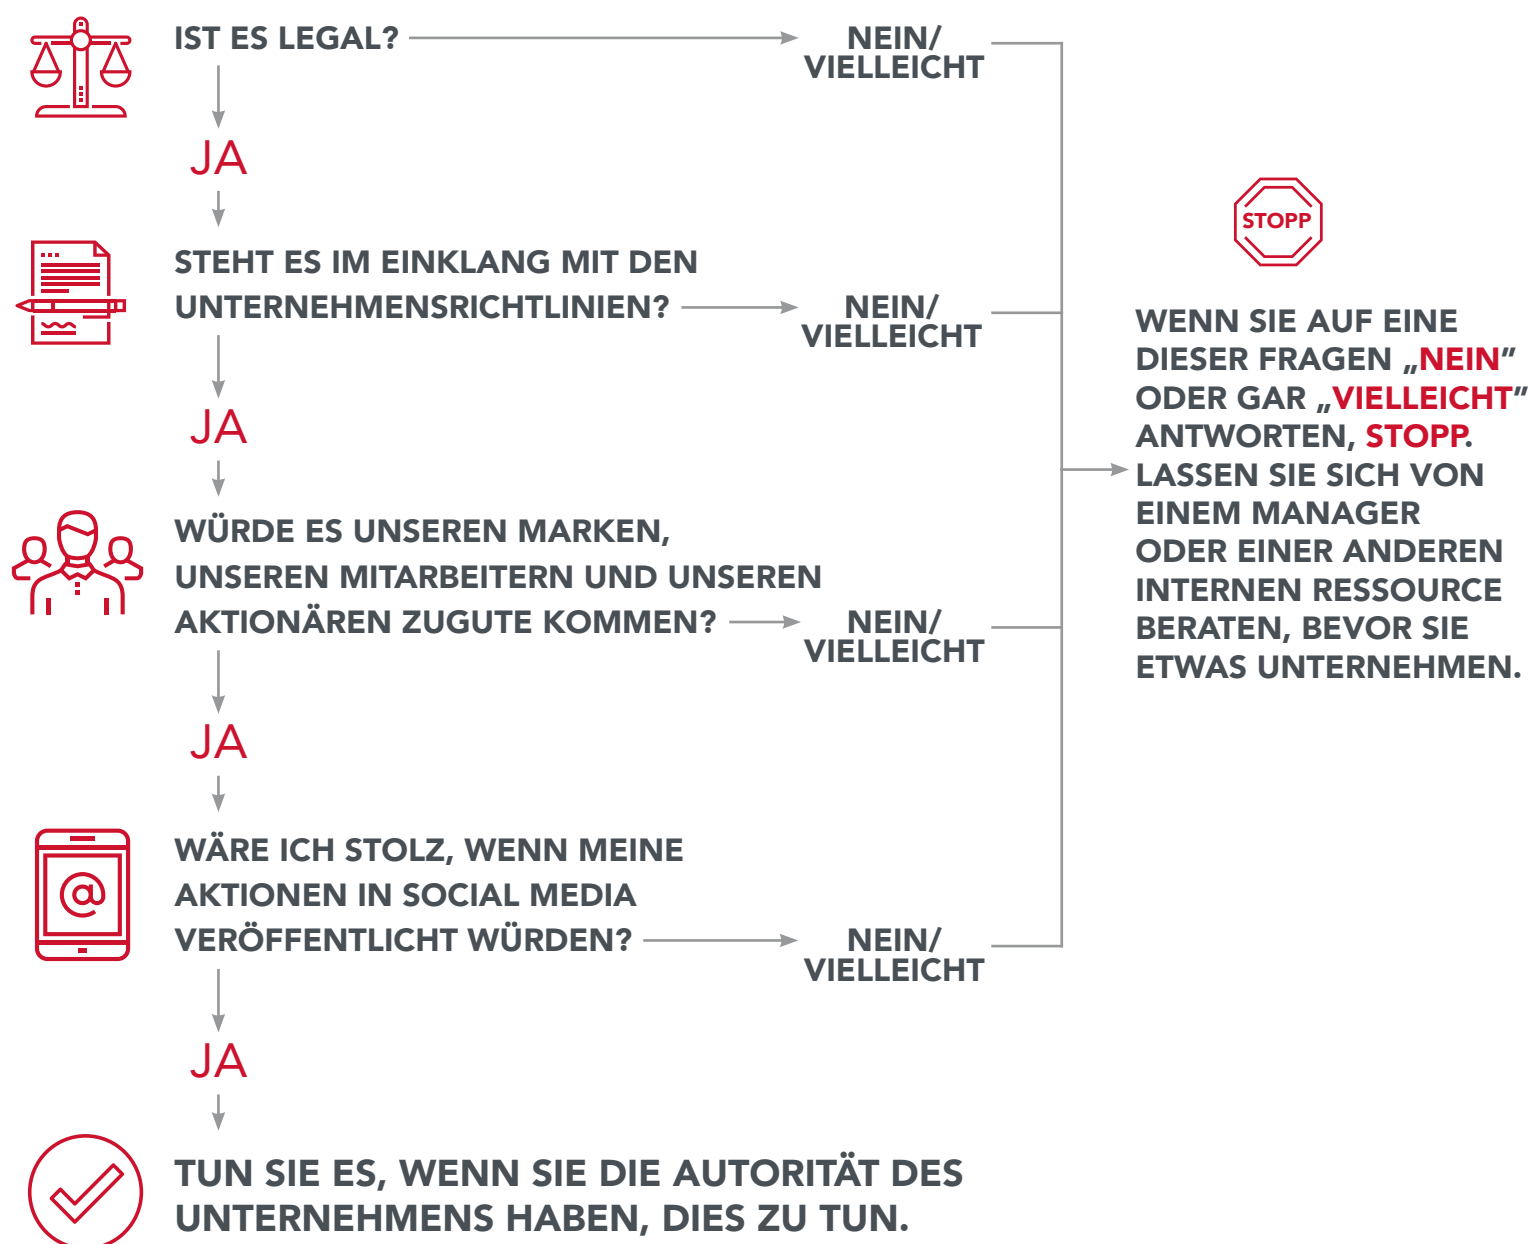 IST ES LEGAL?
NEIN/
VIELLEICHT
JA
STEHT ES IM EINKLANG MIT DEN
UNTERNEHMENSRICHTLINIEN?
NEIN/
VIELLEICHT
JA
WÜRDE ES UNSEREN MARKEN,
UNSEREN MITARBEITERN UND UNSEREN
AKTIONÄREN ZUGUTE KOMMEN?
NEIN/
VIELLEICHT
JA
WÄRE ICH STOLZ, WENN MEINE
AKTIONEN IN SOCIAL MEDIA
VERÖFFENTLICHT WÜRDEN?
NEIN/
VIELLEICHT
JA
TUN SIE ES, WENN SIE DIE AUTORITÄT DES
UNTERNEHMENS HABEN, DIES ZU TUN.
STOPP
WENN SIE AUF EINE
DIESER FRAGEN „NEIN”
ODER GAR „VIELLEICHT”
ANTWORTEN, STOPP.
LASSEN SIE SICH VON
EINEM MANAGER
ODER EINER ANDEREN
INTERNEN RESSOURCE
BERATEN, BEVOR SIE
ETWAS UNTERNEHMEN.
@